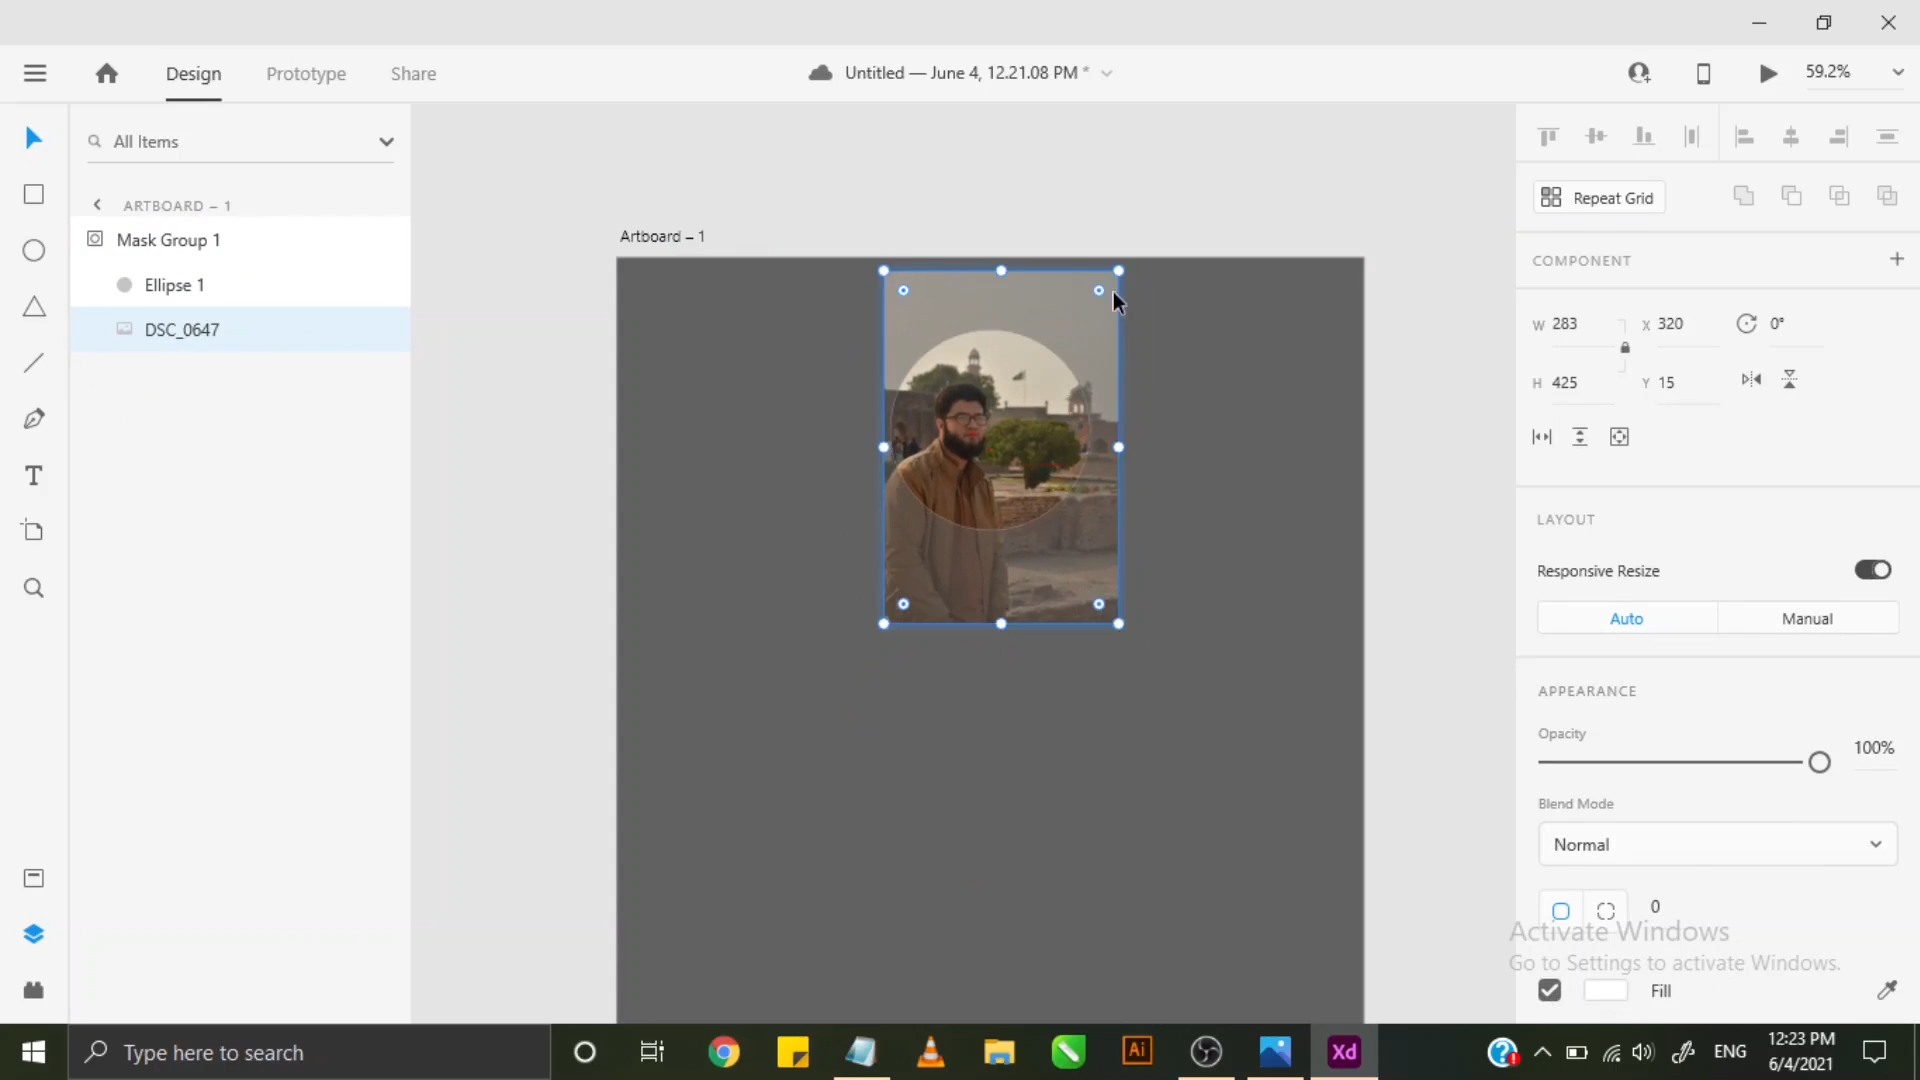 Design
Prototype
Share
Untitled — June 4, 12.21.08 PM *
59.2%
All Items
ARTBOARD – 1
Mask Group 1
Ellipse 1
DSC_0647
Artboard – 1
Repeat Grid
COMPONENT
W 283
X 320
0°
H 425
Y 15
LAYOUT
Responsive Resize
Auto
Manual
APPEARANCE
Opacity
100%
Blend Mode
Normal
0
Activate Windows
Go to Settings to activate Windows.
Fill
Type here to search
Ai
Xd
ENG
12:23 PM
6/4/2021